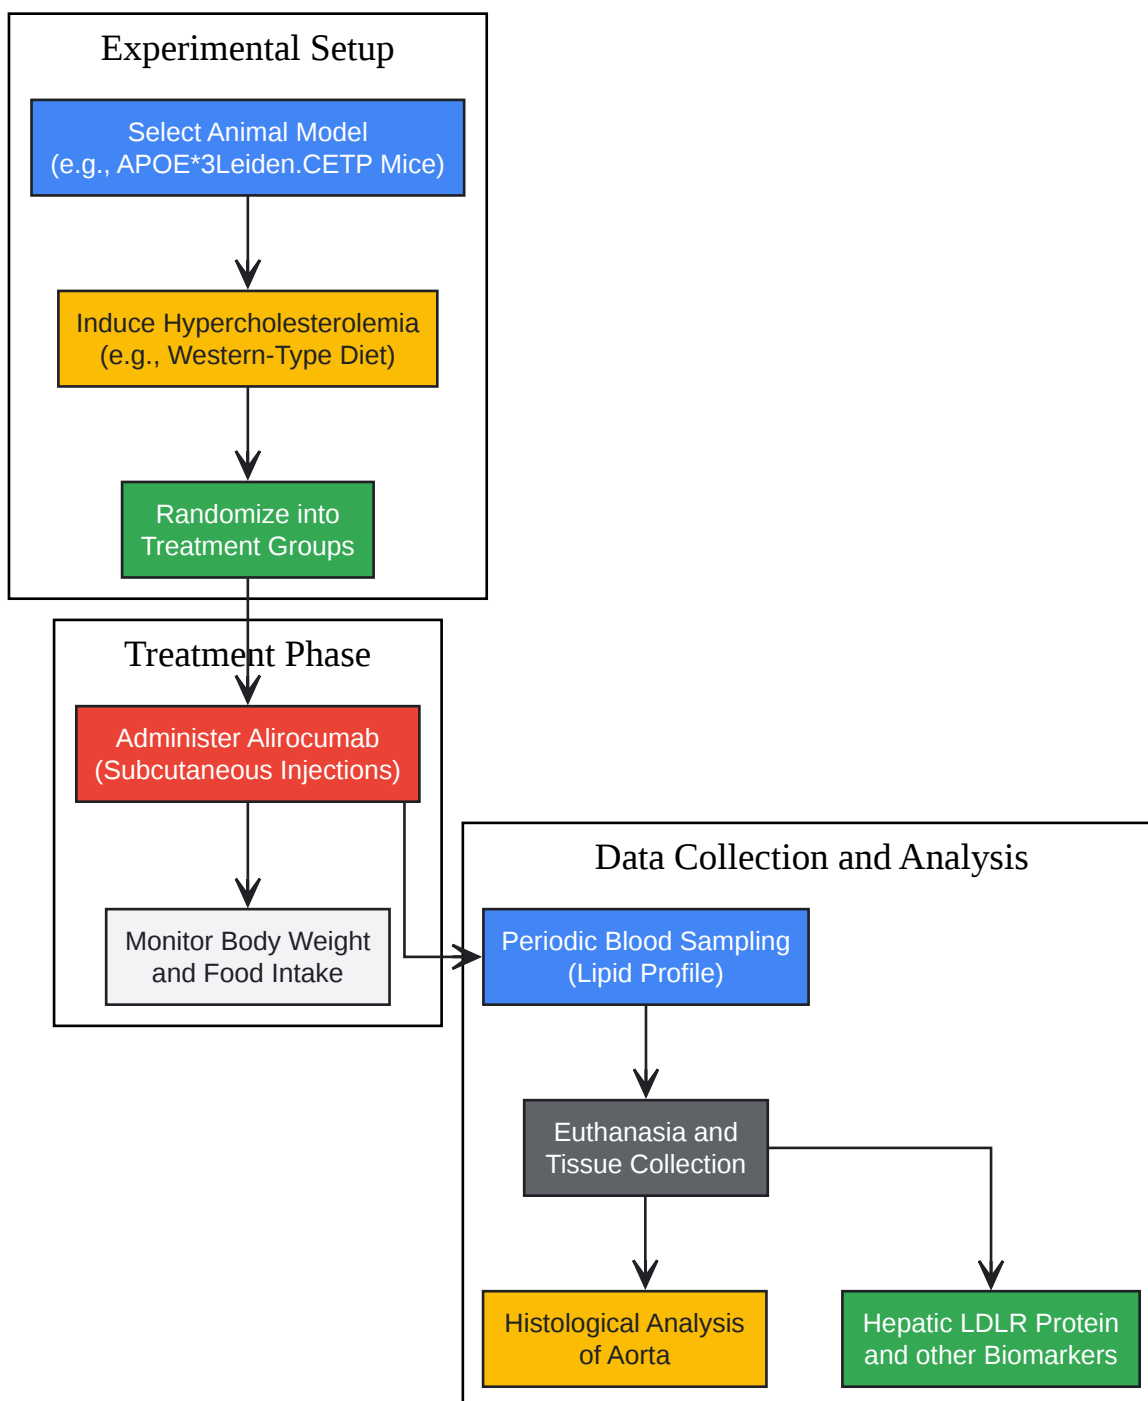 Experimental Setup
Select Animal Model
(e.g., APOE*3Leiden.CETP Mice)
Induce Hypercholesterolemia
(e.g., Western-Type Diet)
Randomize into
Treatment Groups
Treatment Phase
Administer Alirocumab
(Subcutaneous Injections)
Monitor Body Weight
and Food Intake
Data Collection and Analysis
Periodic Blood Sampling
(Lipid Profile)
Euthanasia and
Tissue Collection
Histological Analysis
of Aorta
Hepatic LDLR Protein
and other Biomarkers